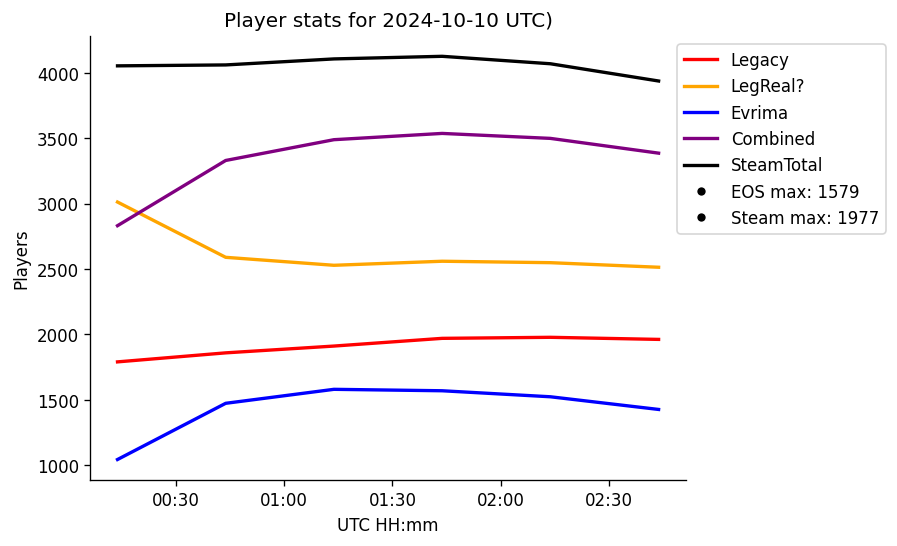 Player stats for 2024-10-10 UTC)
Legacy
LegReal?
Evrima
Combined
SteamTotal
EOS max: 1579
Steam max: 1977
Players
4000
3500
3000
2500
2000
1500
1000
00:30 01:00 01:30 02:00 02:30
UTC HH:mm